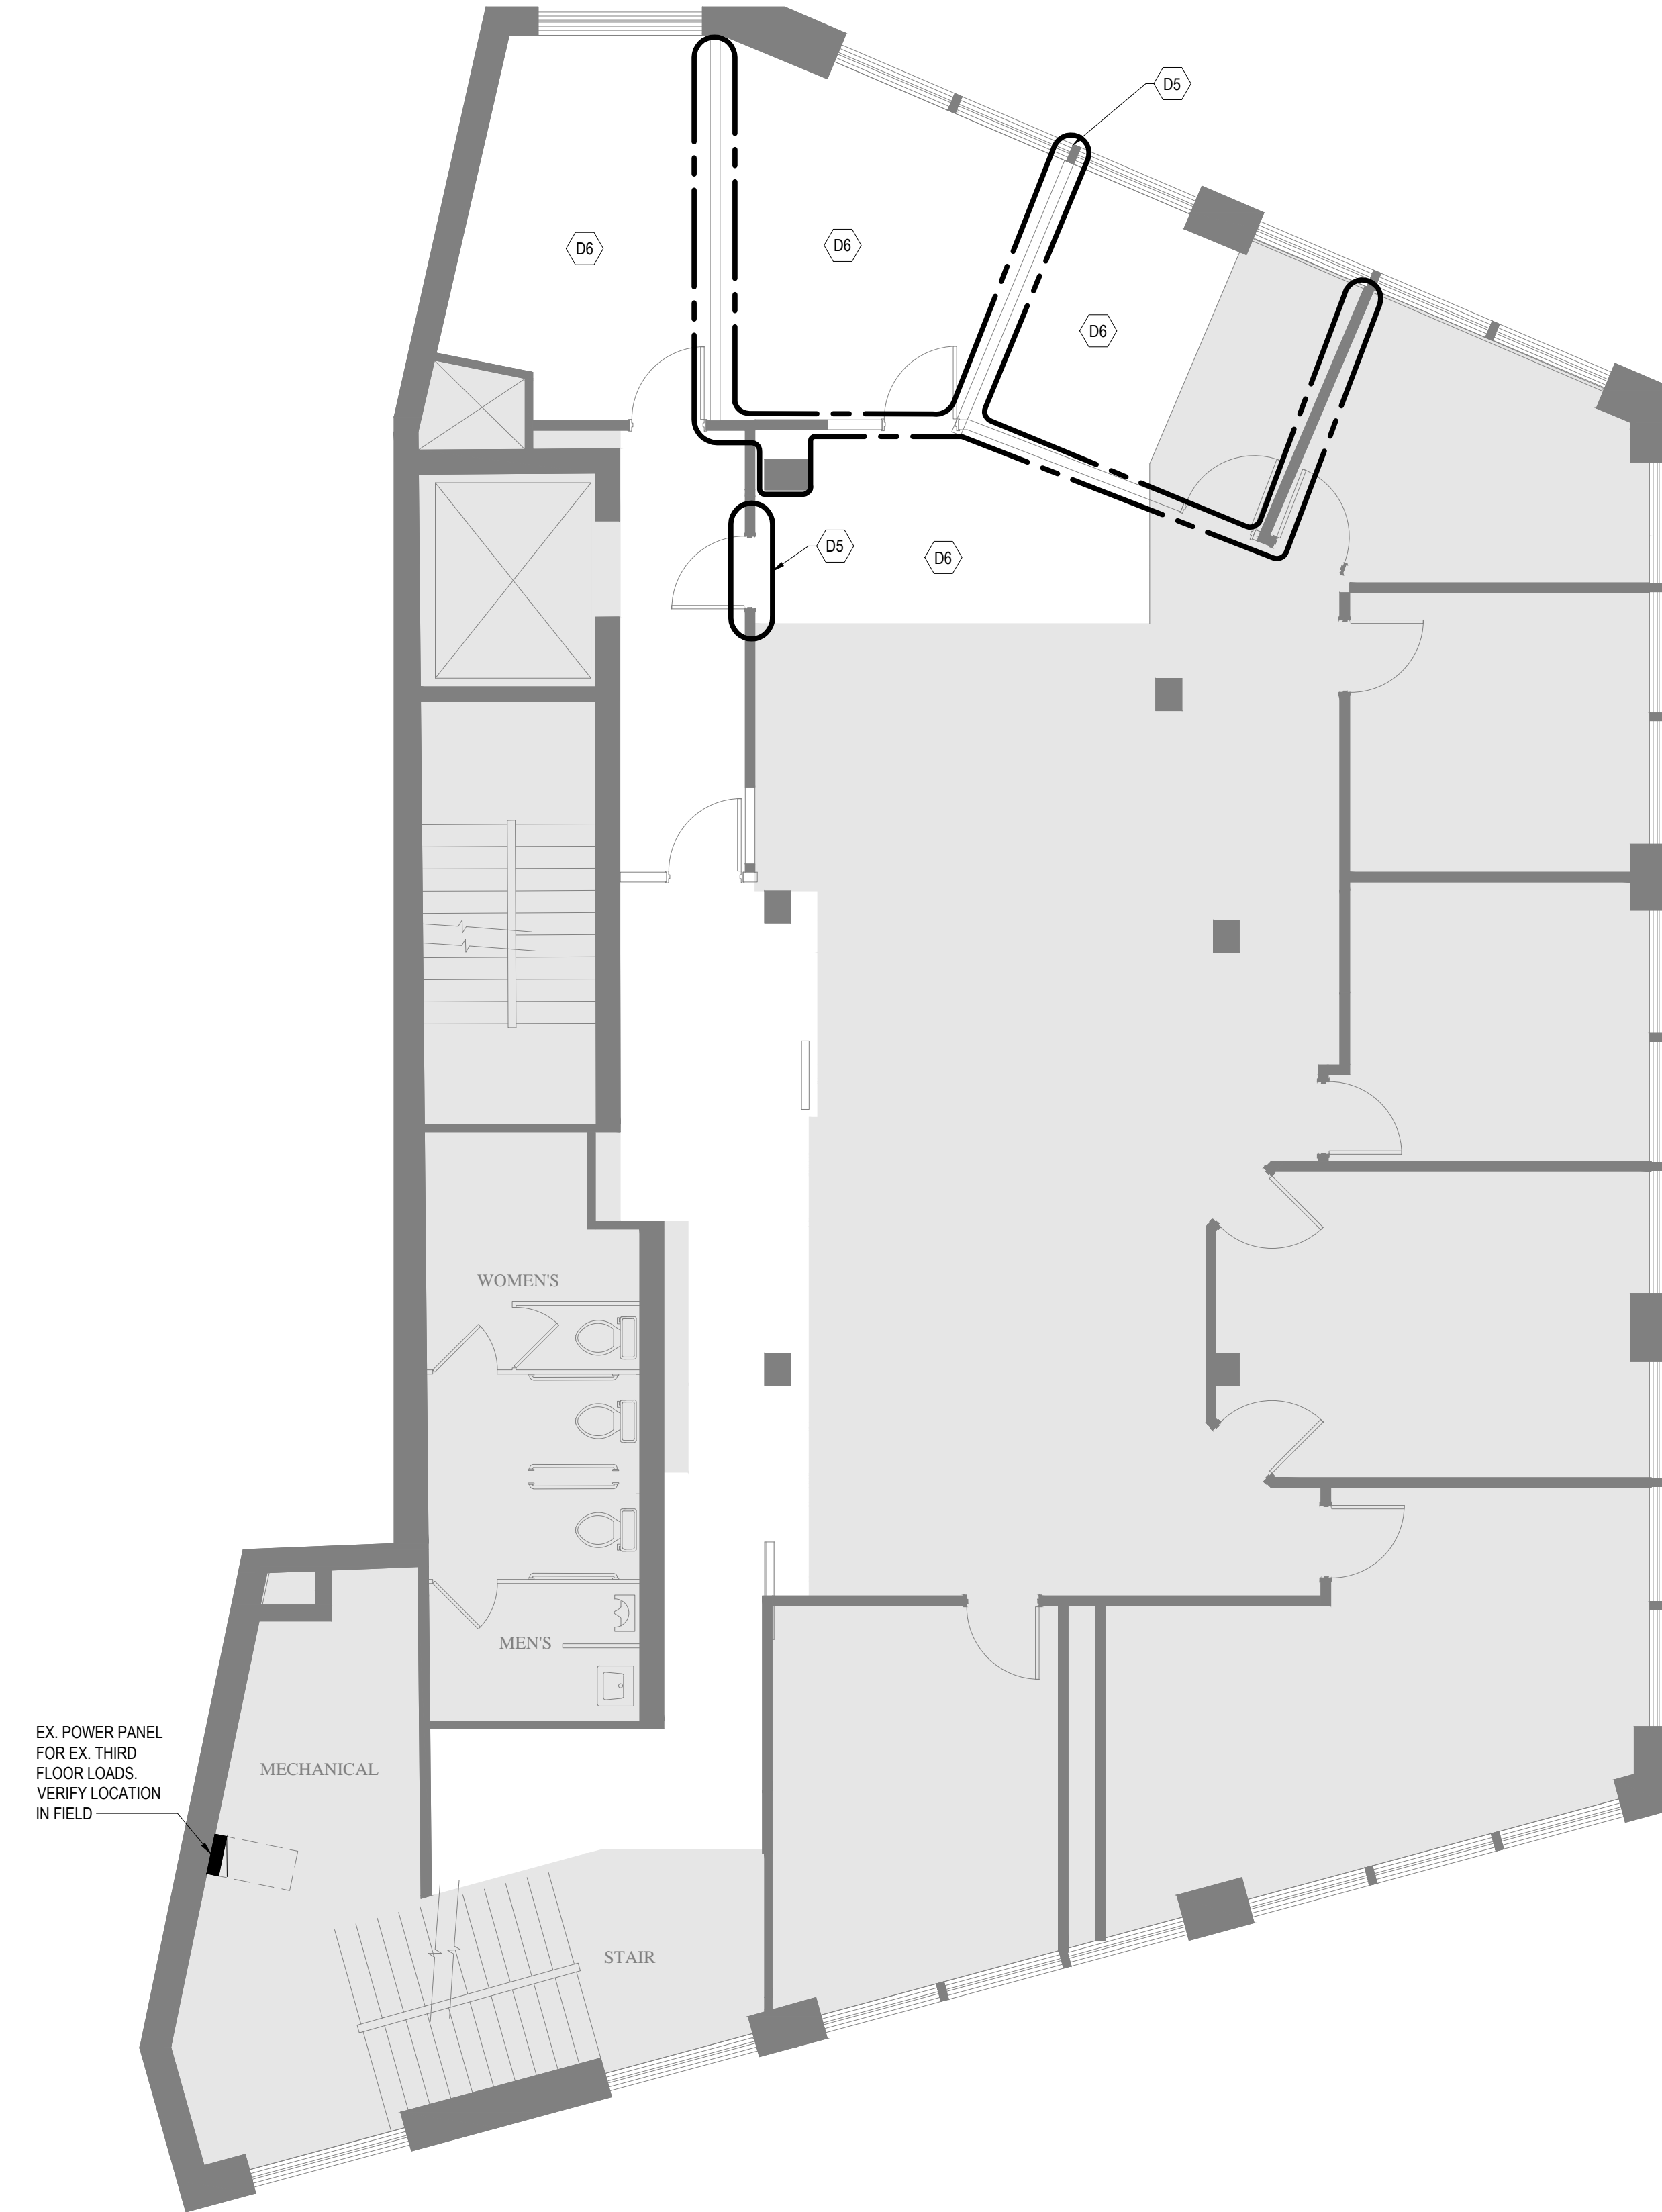 D5
D6
D6
D6
D5
D6
WOMEN'S
MEN'S
EX. POWER PANEL
FOR EX. THIRD
FLOOR LOADS.
VERIFY LOCATION
IN FIELD
MECHANICAL
STAIR